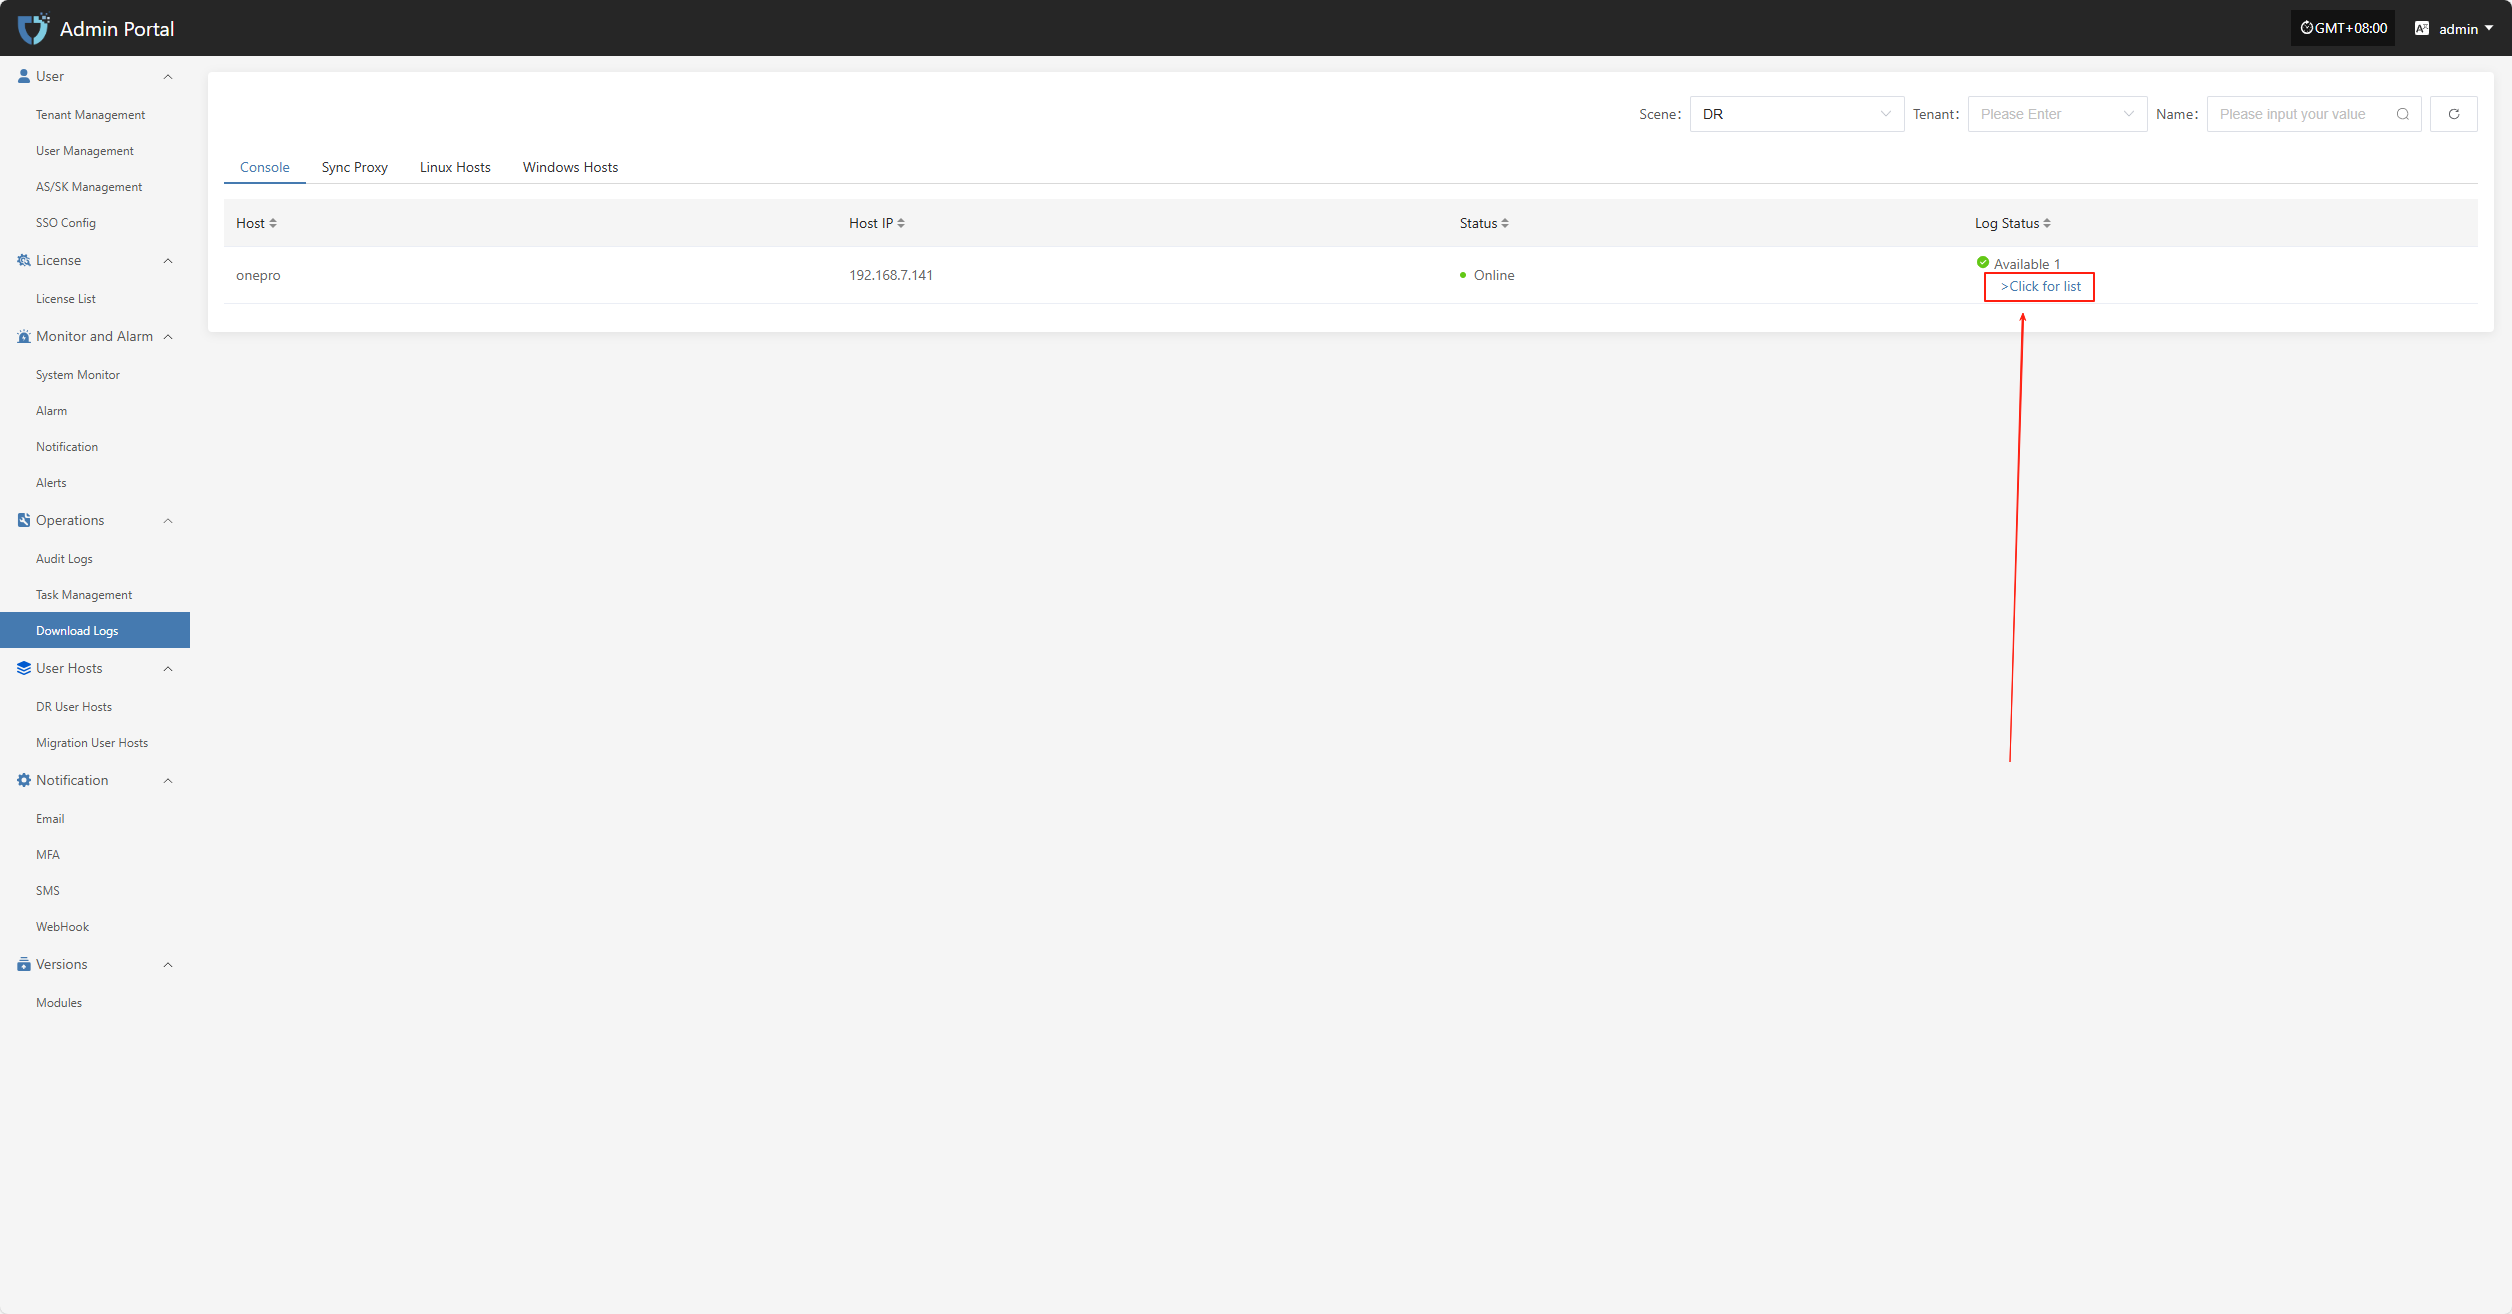 Admin Portal
GMT+08:00
admin
User
Tenant Management
User Management
AS/SK Management
SSO Config
License
License List
Monitor and Alarm
System Monitor
Alarm
Notification
Alerts
Operations
Audit Logs
Task Management
Download Logs
User Hosts
DR User Hosts
Migration User Hosts
Notification
Email
MFA
SMS
WebHook
Versions
Modules
Scene: DR Tenant: Please Enter Name: Please input your value
Console Sync Proxy Linux Hosts Windows Hosts
Host Host IP Status Log Status
onepro 192.168.7.141 Online Available 1
>Click for list